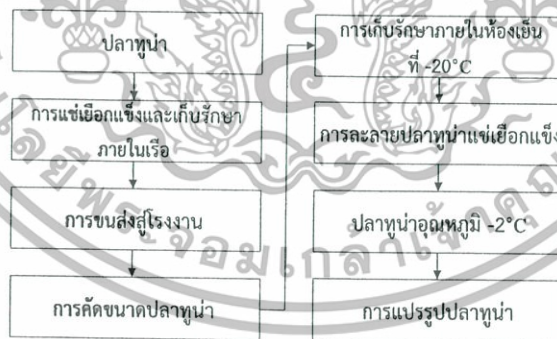 ปลาทูน่า
การแช่เยือกแข็งและเก็บรักษา
ภายในเรือ
การขนส่งสู่โรงงาน
การคัดขนาดปลาทูน่า
การเก็บรักษาภายในห้องเย็น
ที่ -20°C
การละลายปลาทูน่าแช่เยือกแข็ง
ปลาทูน่าอุณหภูมิ -2°C
การแปรรูปปลาทูน่า